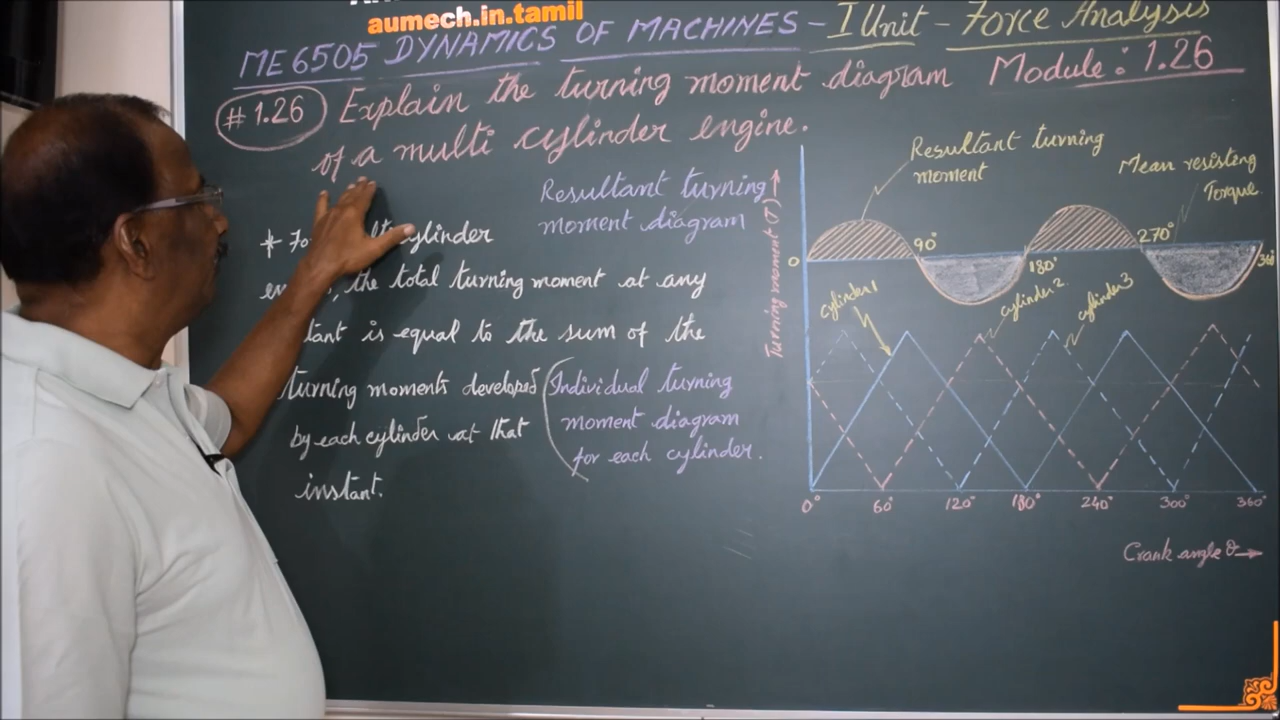 aumech.in.tamil
ME6505 DYNAMICS OF MACHINES - I Unit - Force Analysis
Module: 1.26
# 1.26 Explain the turning moment diagram
of a multi cylinder engine.
the total turning moment at any
is equal to the sum of the
turning moments developed
by each cylinder at that
instant.
Resultant turning
moment diagram
Individual turning
moment diagram
for each cylinder.
Turning moment (T)
Resultant turning
moment
Mean resisting
Torque.
0
90°
180°
270°
360°
cylinder 1
cylinder 2.
cylinder 3
0° 60° 120° 180° 240° 300° 360°
Crank angle θ